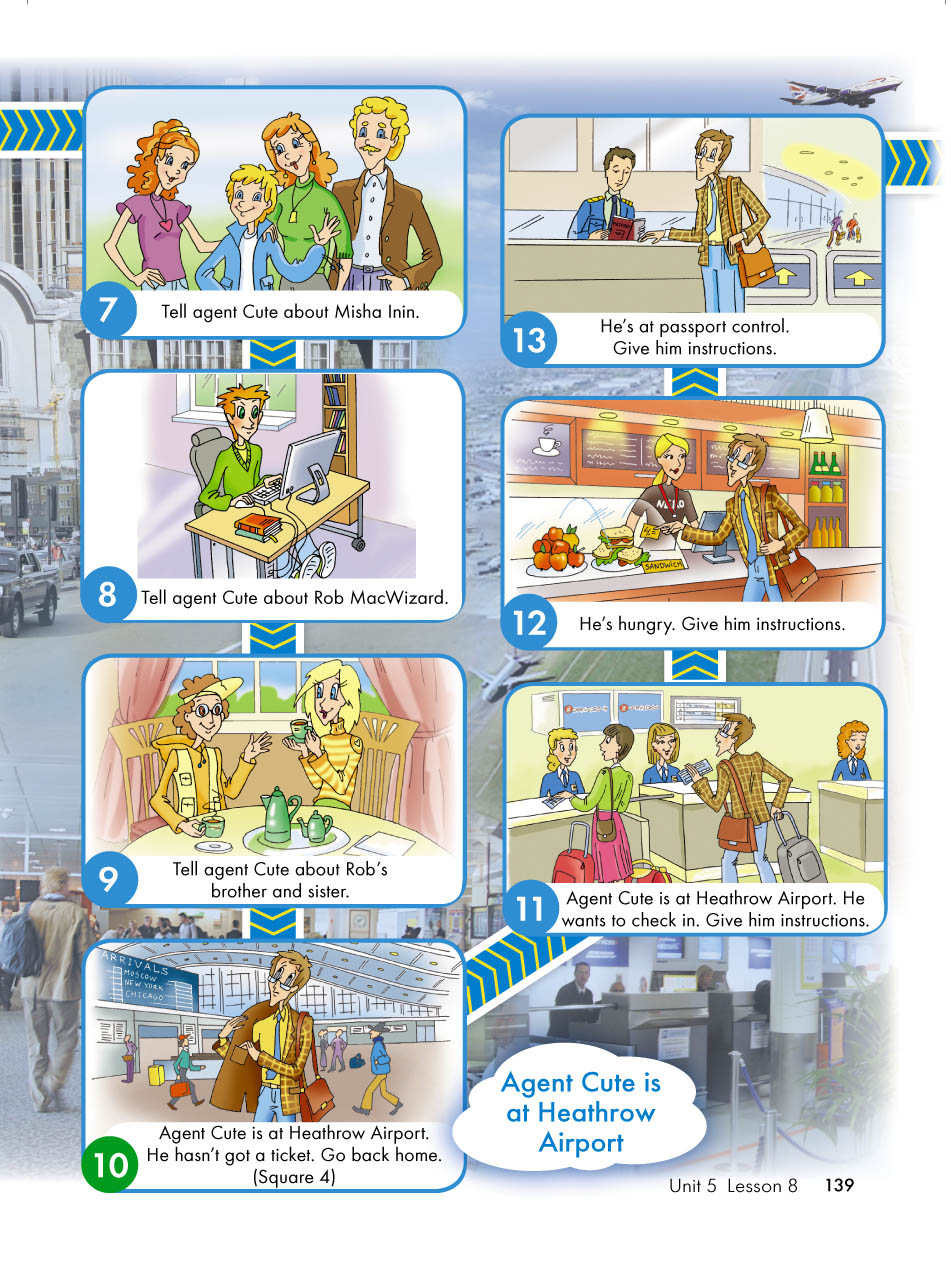 7
Tell agent Cute about Misha Inin.
8
Tell agent Cute about Rob MacWizard.
9
Tell agent Cute about Rob's
brother and sister.
ARRIVALS
MOSCOW
NEW YORK
CHICAGO
10
Agent Cute is at Heathrow Airport.
He hasn't got a ticket. Go back home.
(Square 4)
Agent Cute is
at Heathrow
Airport
11
Agent Cute is at Heathrow Airport. He
wants to check in. Give him instructions.
SANDWICH
12
He's hungry. Give him instructions.
PASSPORT
13
He's at passport control.
Give him instructions.
Unit 5 Lesson 8 139